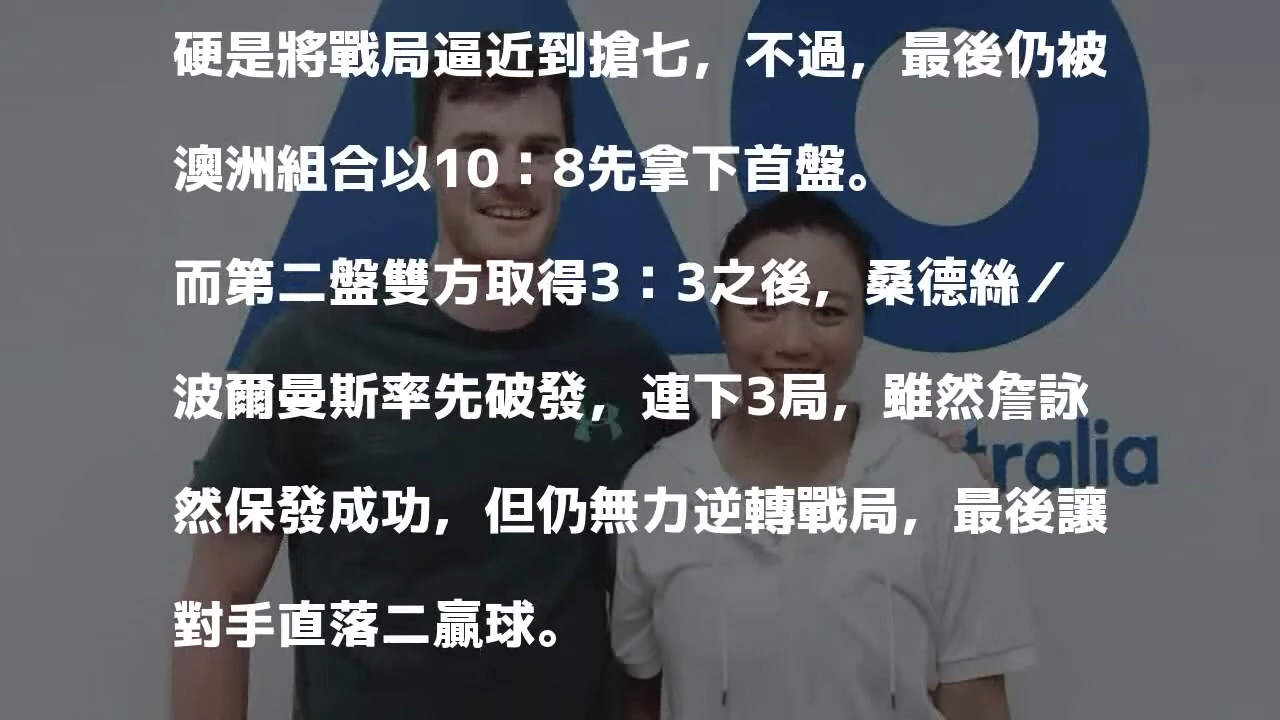 硬是將戰局逼近到搶七，不過，最後仍被
澳洲組合以10：8先拿下首盤。
而第二盤雙方取得3：3之後，桑德絲／
波爾曼斯率先破發，連下3局，雖然詹詠
然保發成功，但仍無力逆轉戰局，最後讓
對手直落二贏球。
AO
tralia